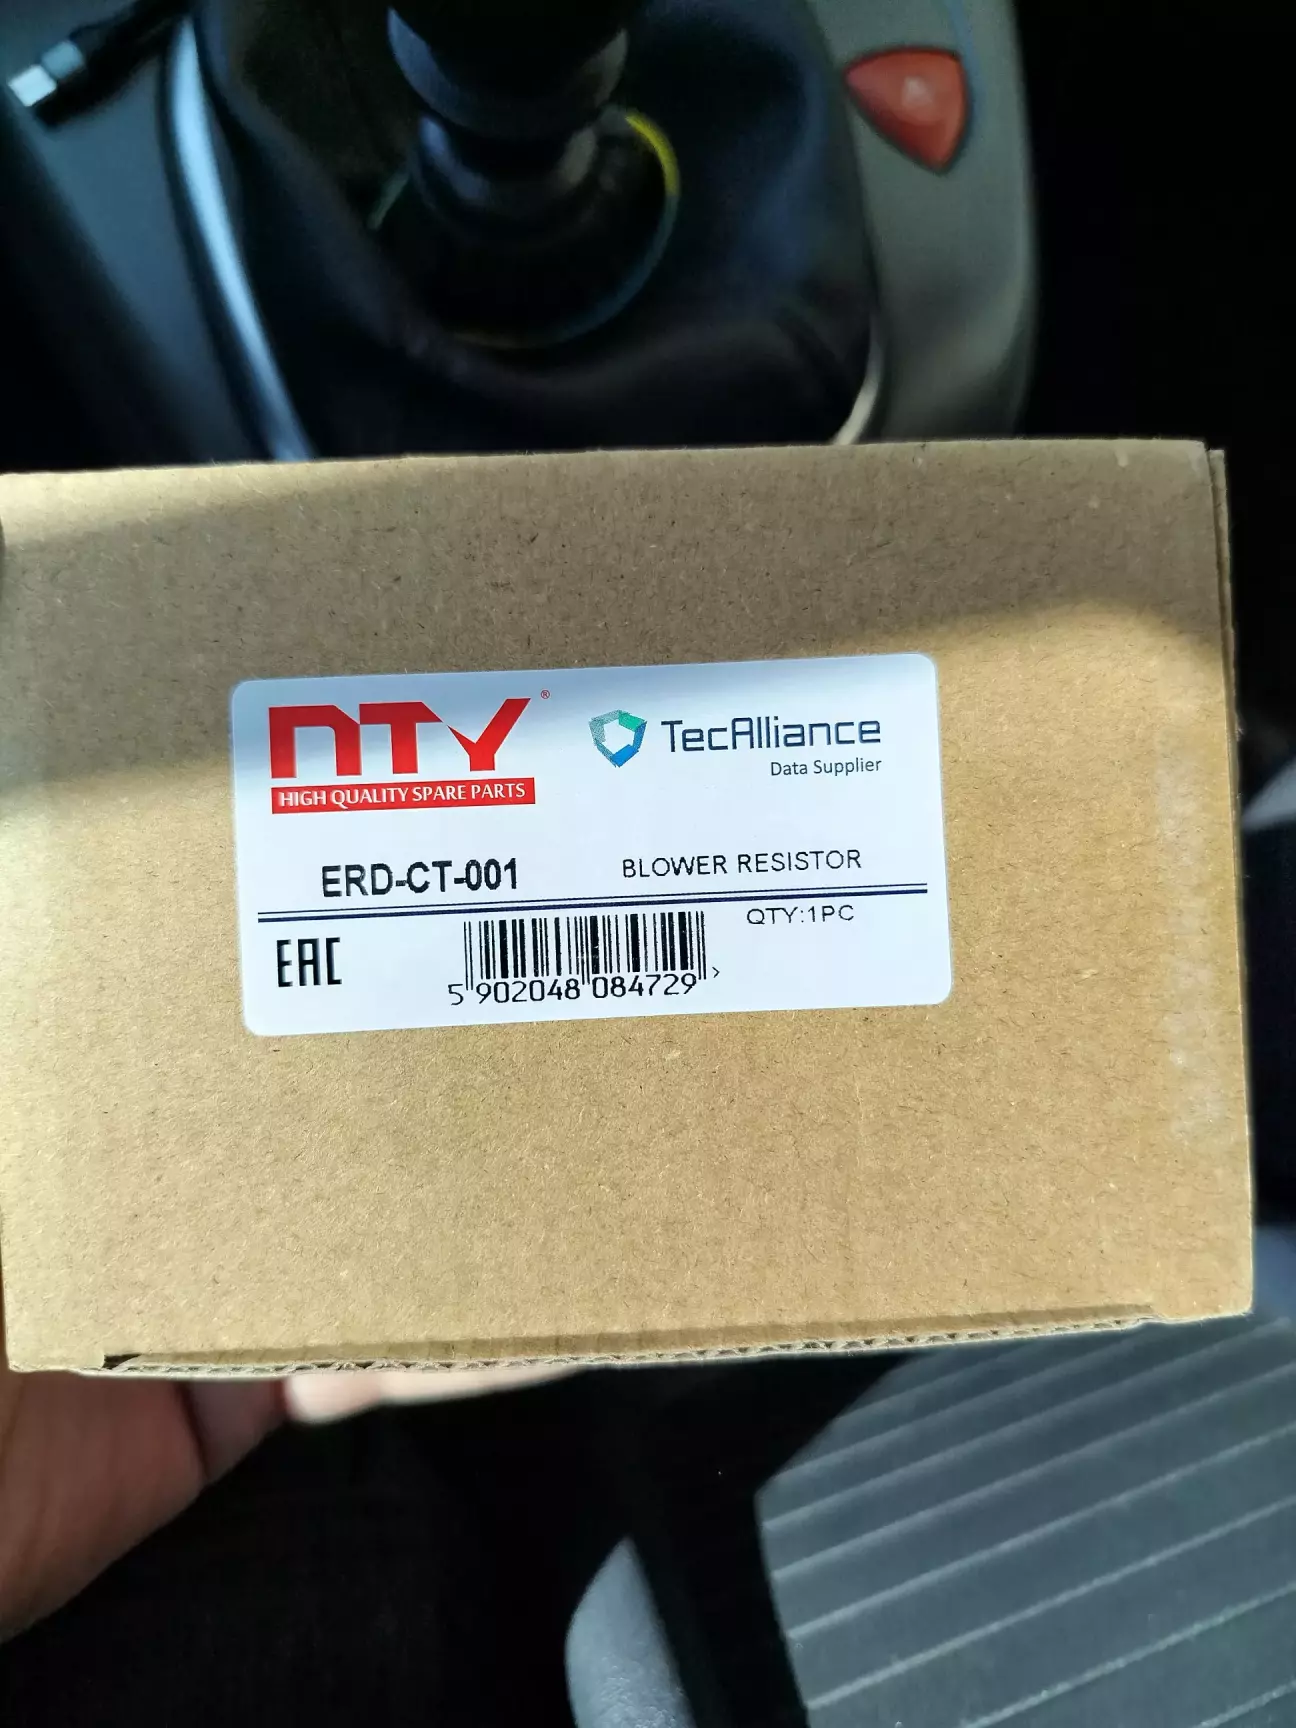 NTY ®
HIGH QUALITY SPARE PARTS
TecAlliance
Data Supplier
ERD-CT-001
BLOWER RESISTOR
QTY:1PC
EAC
5 902048 084729 >